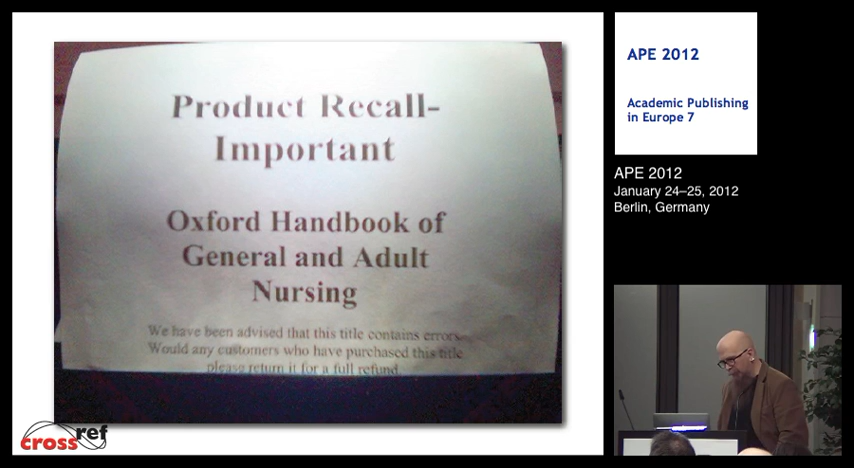 Product Recall-
Important
Oxford Handbook of
General and Adult
Nursing
We have been advised that this title contains errors
Would any customers who have purchased this title
please return it for a full refund.
crossref
APE 2012
Academic Publishing
in Europe 7
APE 2012
January 24–25, 2012
Berlin, Germany